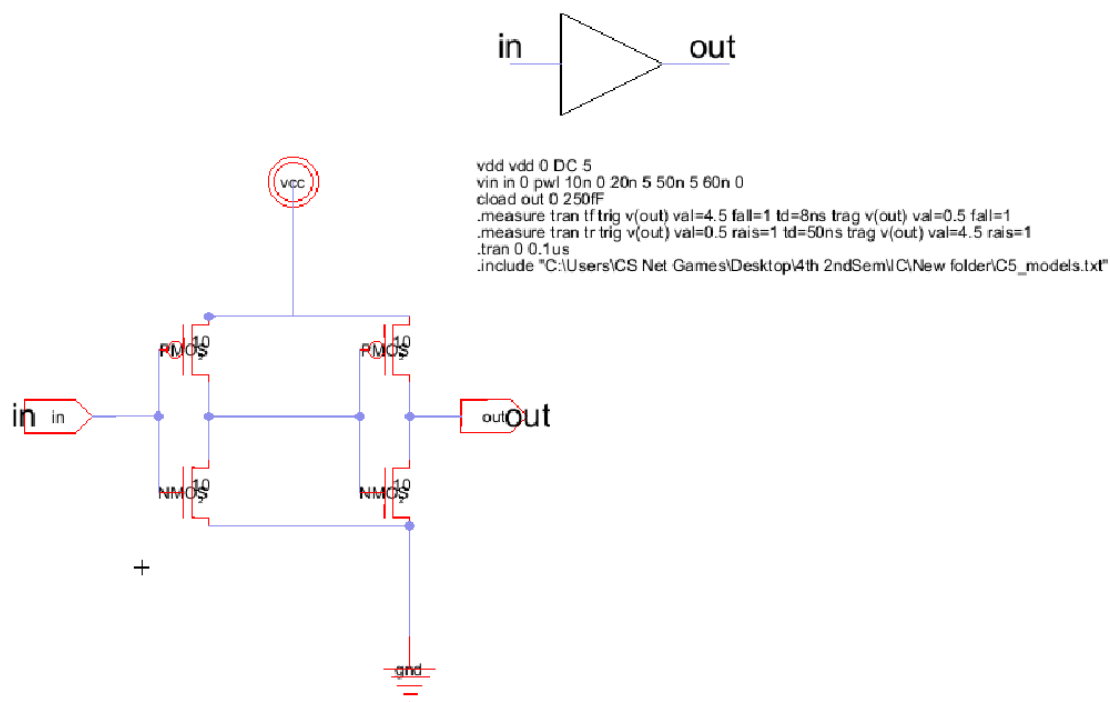 in out
vdd vdd 0 DC 5
vin in 0 pwl 10n 0 20n 5 50n 5 60n 0
cload out 0 250fF
.measure tran tf trig v(out) val=4.5 fall=1 td=8ns trag v(out) val=0.5 fall=1
.measure tran tr trig v(out) val=0.5 rais=1 td=50ns trag v(out) val=4.5 rais=1
.tran 0 0.1us
.include "C:\Users\CS Net Games\Desktop\4th 2ndSem\IC\New folder\C5_models.txt"
vcc
10 10
PMOS PMOS
2 2
in in out out
10 10
NMOS NMOS
2 2
gnd